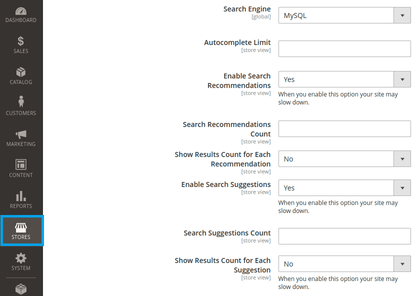 DASHBOARD
SALES
CATALOG
CUSTOMERS
MARKETING
CONTENT
REPORTS
STORES
SYSTEM
Search Engine
[global]
MySQL
Autocomplete Limit
[store view]
Enable Search
Recommendations
[store view]
Yes
When you enable this option your site may
slow down.
Search Recommendations
Count
[store view]
Show Results Count for Each
Recommendation
[store view]
No
Enable Search Suggestions
[store view]
Yes
When you enable this option your site may
slow down.
Search Suggestions Count
[store view]
Show Results Count for Each
Suggestion
[store view]
No
When you enable this option your site may
slow down.